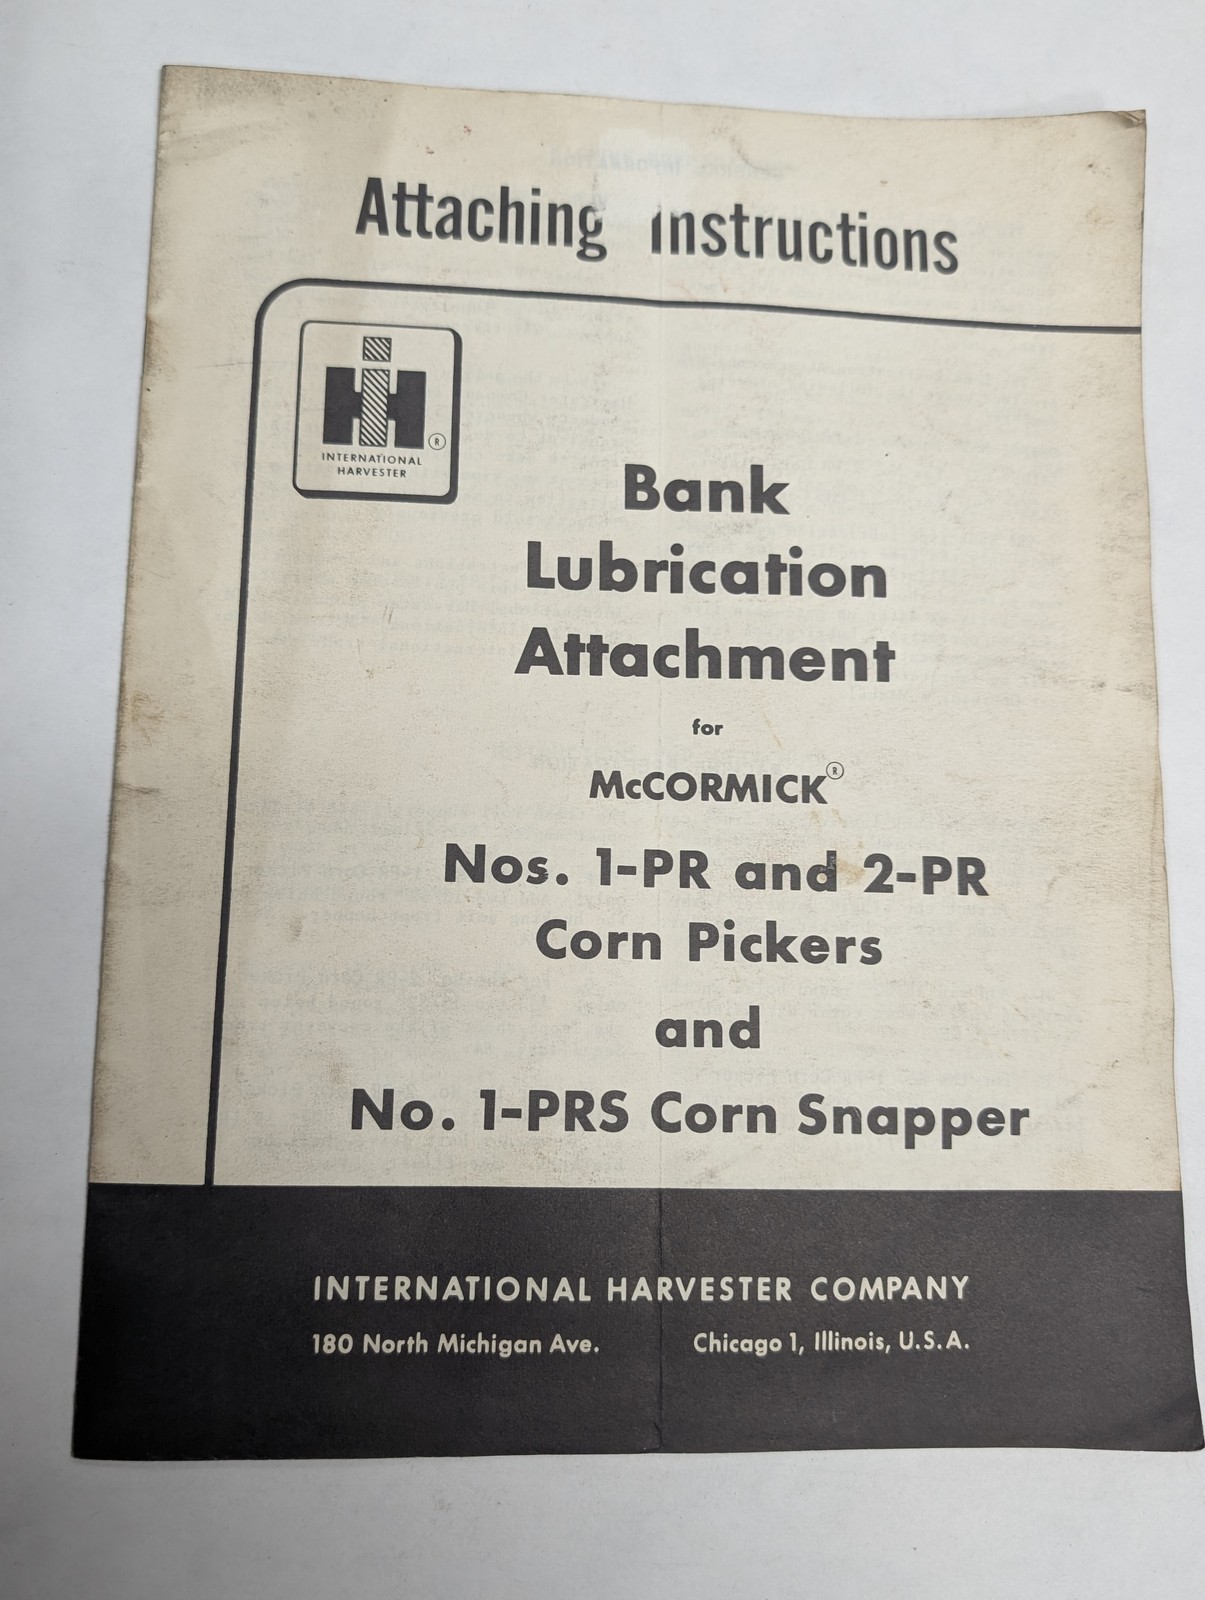 Attaching Instructions
INTERNATIONAL
HARVESTER
®
Bank
Lubrication
Attachment
for
McCORMICK®
Nos. 1-PR and 2-PR
Corn Pickers
and
No. 1-PRS Corn Snapper
INTERNATIONAL HARVESTER COMPANY
180 North Michigan Ave. Chicago 1, Illinois, U.S.A.